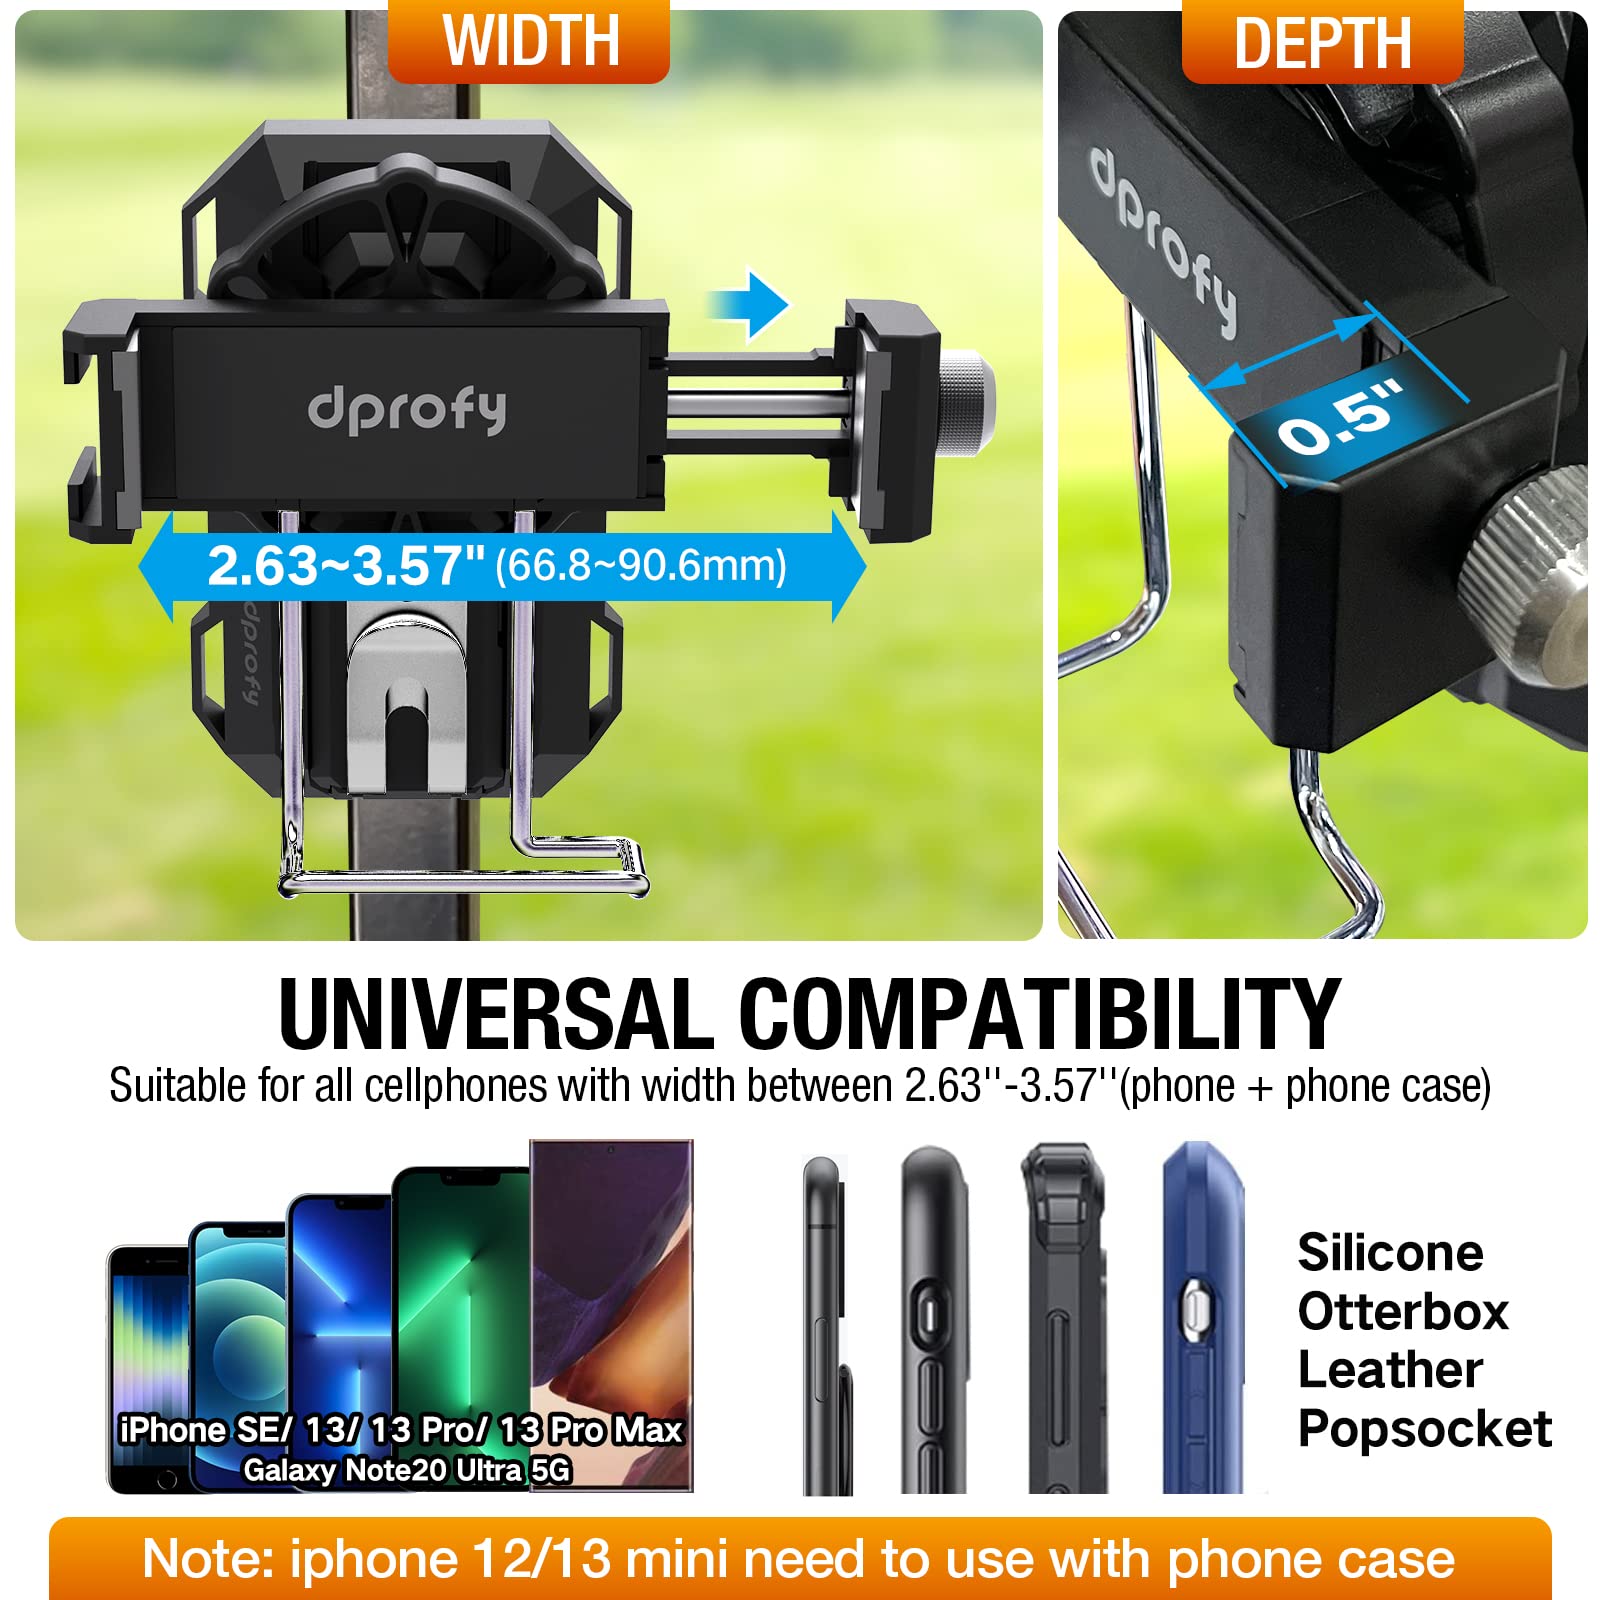 WIDTH
DEPTH
dprofy
dprofy
0.5"
2.63~3.57" (66.8~90.6mm)
dprofy
UNIVERSAL COMPATIBILITY
Suitable for all cellphones with width between 2.63''-3.57''(phone + phone case)
iPhone SE/ 13/ 13 Pro/ 13 Pro Max
Galaxy Note20 Ultra 5G
Silicone
Otterbox
Leather
Popsocket
Note: iphone 12/13 mini need to use with phone case